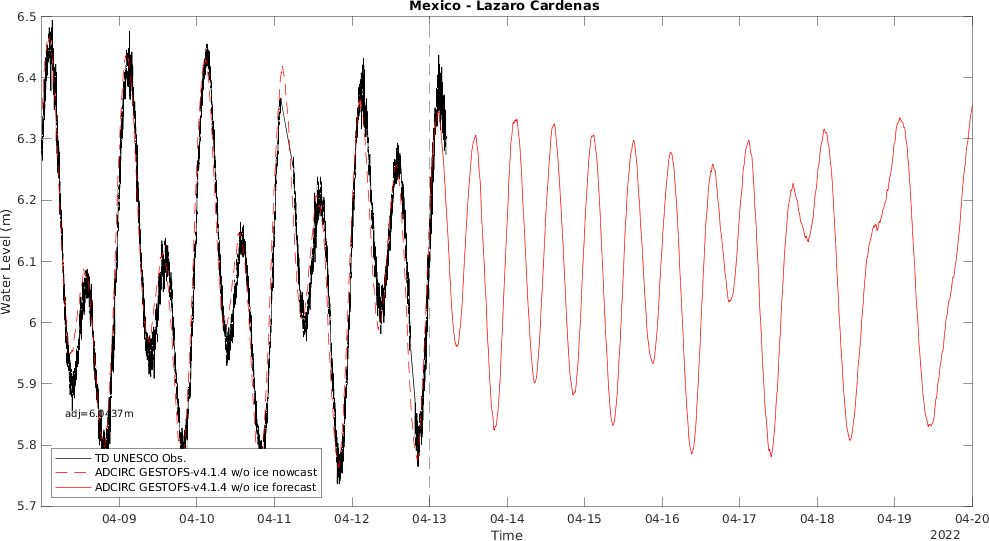 Mexico - Lazaro Cardenas
6.5
6.4
6.3
6.2
6.1
6
5.9
5.8
5.7
Water Level (m)
adj=6.0437m
TD UNESCO Obs.
ADCIRC GESTOFS-v4.1.4 w/o ice nowcast
ADCIRC GESTOFS-v4.1.4 w/o ice forecast
04-09 04-10 04-11 04-12 04-13 04-14 04-15 04-16 04-17 04-18 04-19 04-20
Time
2022